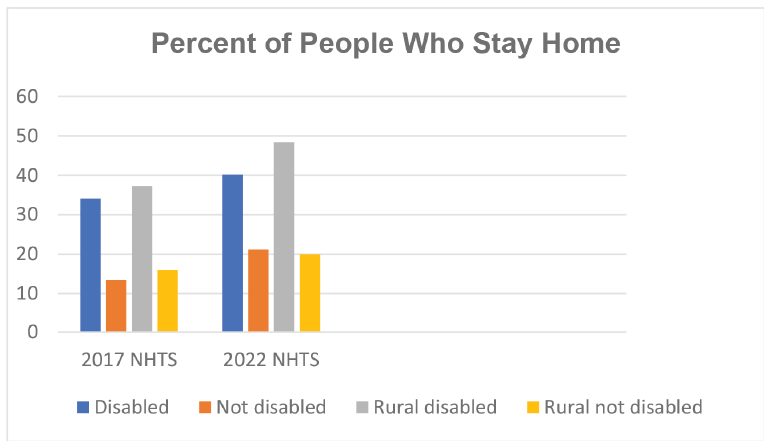 Percent of People Who Stay Home
60
50
40
30
20
10
0
2017 NHTS 2022 NHTS
Disabled Not disabled Rural disabled Rural not disabled